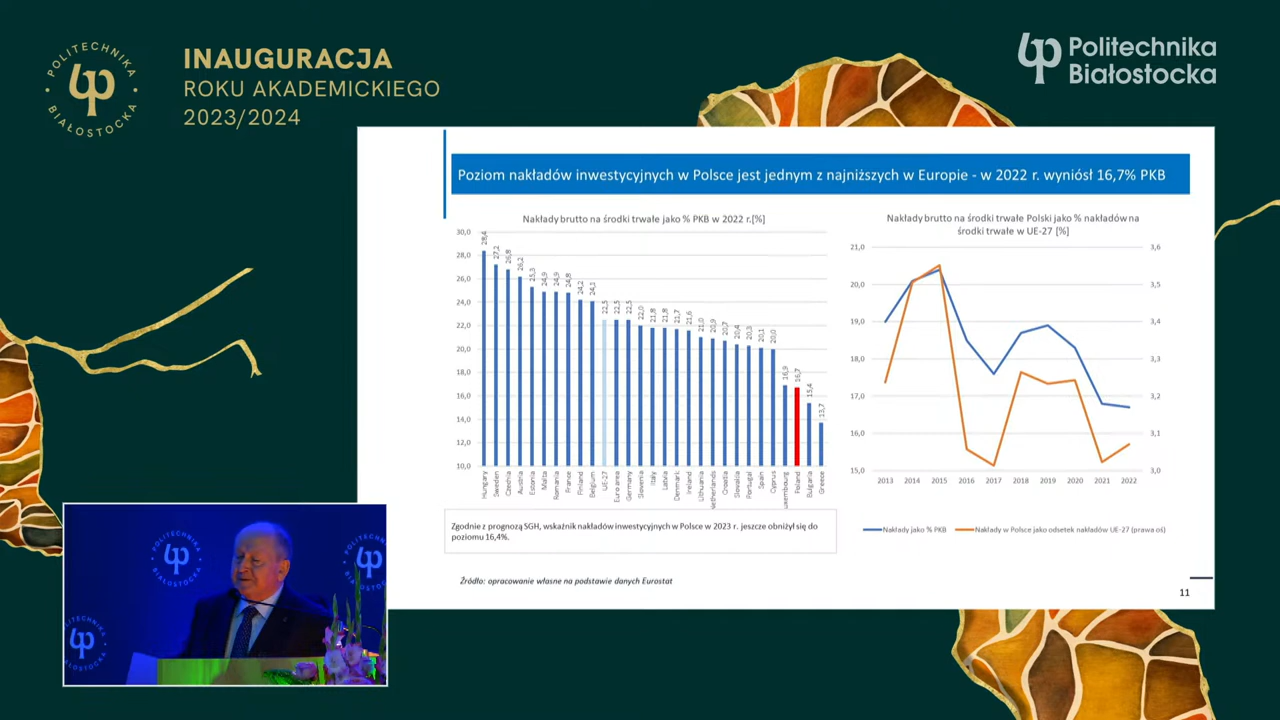 POLITECHNIKA
BIAŁOSTOCKA
INAUGURACJA
ROKU AKADEMICKIEGO
2023/2024
Politechnika
Białostocka
Poziom nakładów inwestycyjnych w Polsce jest jednym z najniższych w Europie - w 2022 r. wyniósł 16,7% PKB
Nakłady brutto na środki trwałe jako % PKB w 2022 r.[%]
30,0
28,0
26,0
24,0
22,0
20,0
18,0
16,0
14,0
12,0
10,0
28,4
27,2
26,8
26,2
25,3
24,9
24,9
24,8
24,2
24,1
22,5
22,5
22,5
22,0
21,8
21,8
21,7
21,6
21,0
20,9
20,7
20,4
20,3
20,1
20,0
16,9
16,7
15,4
13,7
Hungary
Sweden
Czechia
Austria
Estonia
Malta
Romania
France
Finland
Belgium
UE-27
Euro area
Germany
Slovenia
Italy
Latvia
Denmark
Ireland
Lithuania
Netherlands
Croatia
Slovakia
Portugal
Spain
Cyprus
uxembourg
Poland
Bulgaria
Greece
Zgodnie z prognozą SGH, wskaźnik nakładów inwestycyjnych w Polsce w 2023 r. jeszcze obniżył się do
poziomu 16,4%.
Nakłady brutto na środki trwałe Polski jako % nakładów na
środki trwałe w UE-27 [%]
21,0
20,0
19,0
18,0
17,0
16,0
15,0
3,6
3,5
3,4
3,3
3,2
3,1
3,0
2013 2014 2015 2016 2017 2018 2019 2020 2021 2022
Nakłady jako % PKB
Nakłady w Polsce jako odsetek nakładów UE-27 (prawa oś)
Źródło: opracowanie własne na podstawie danych Eurostat
11